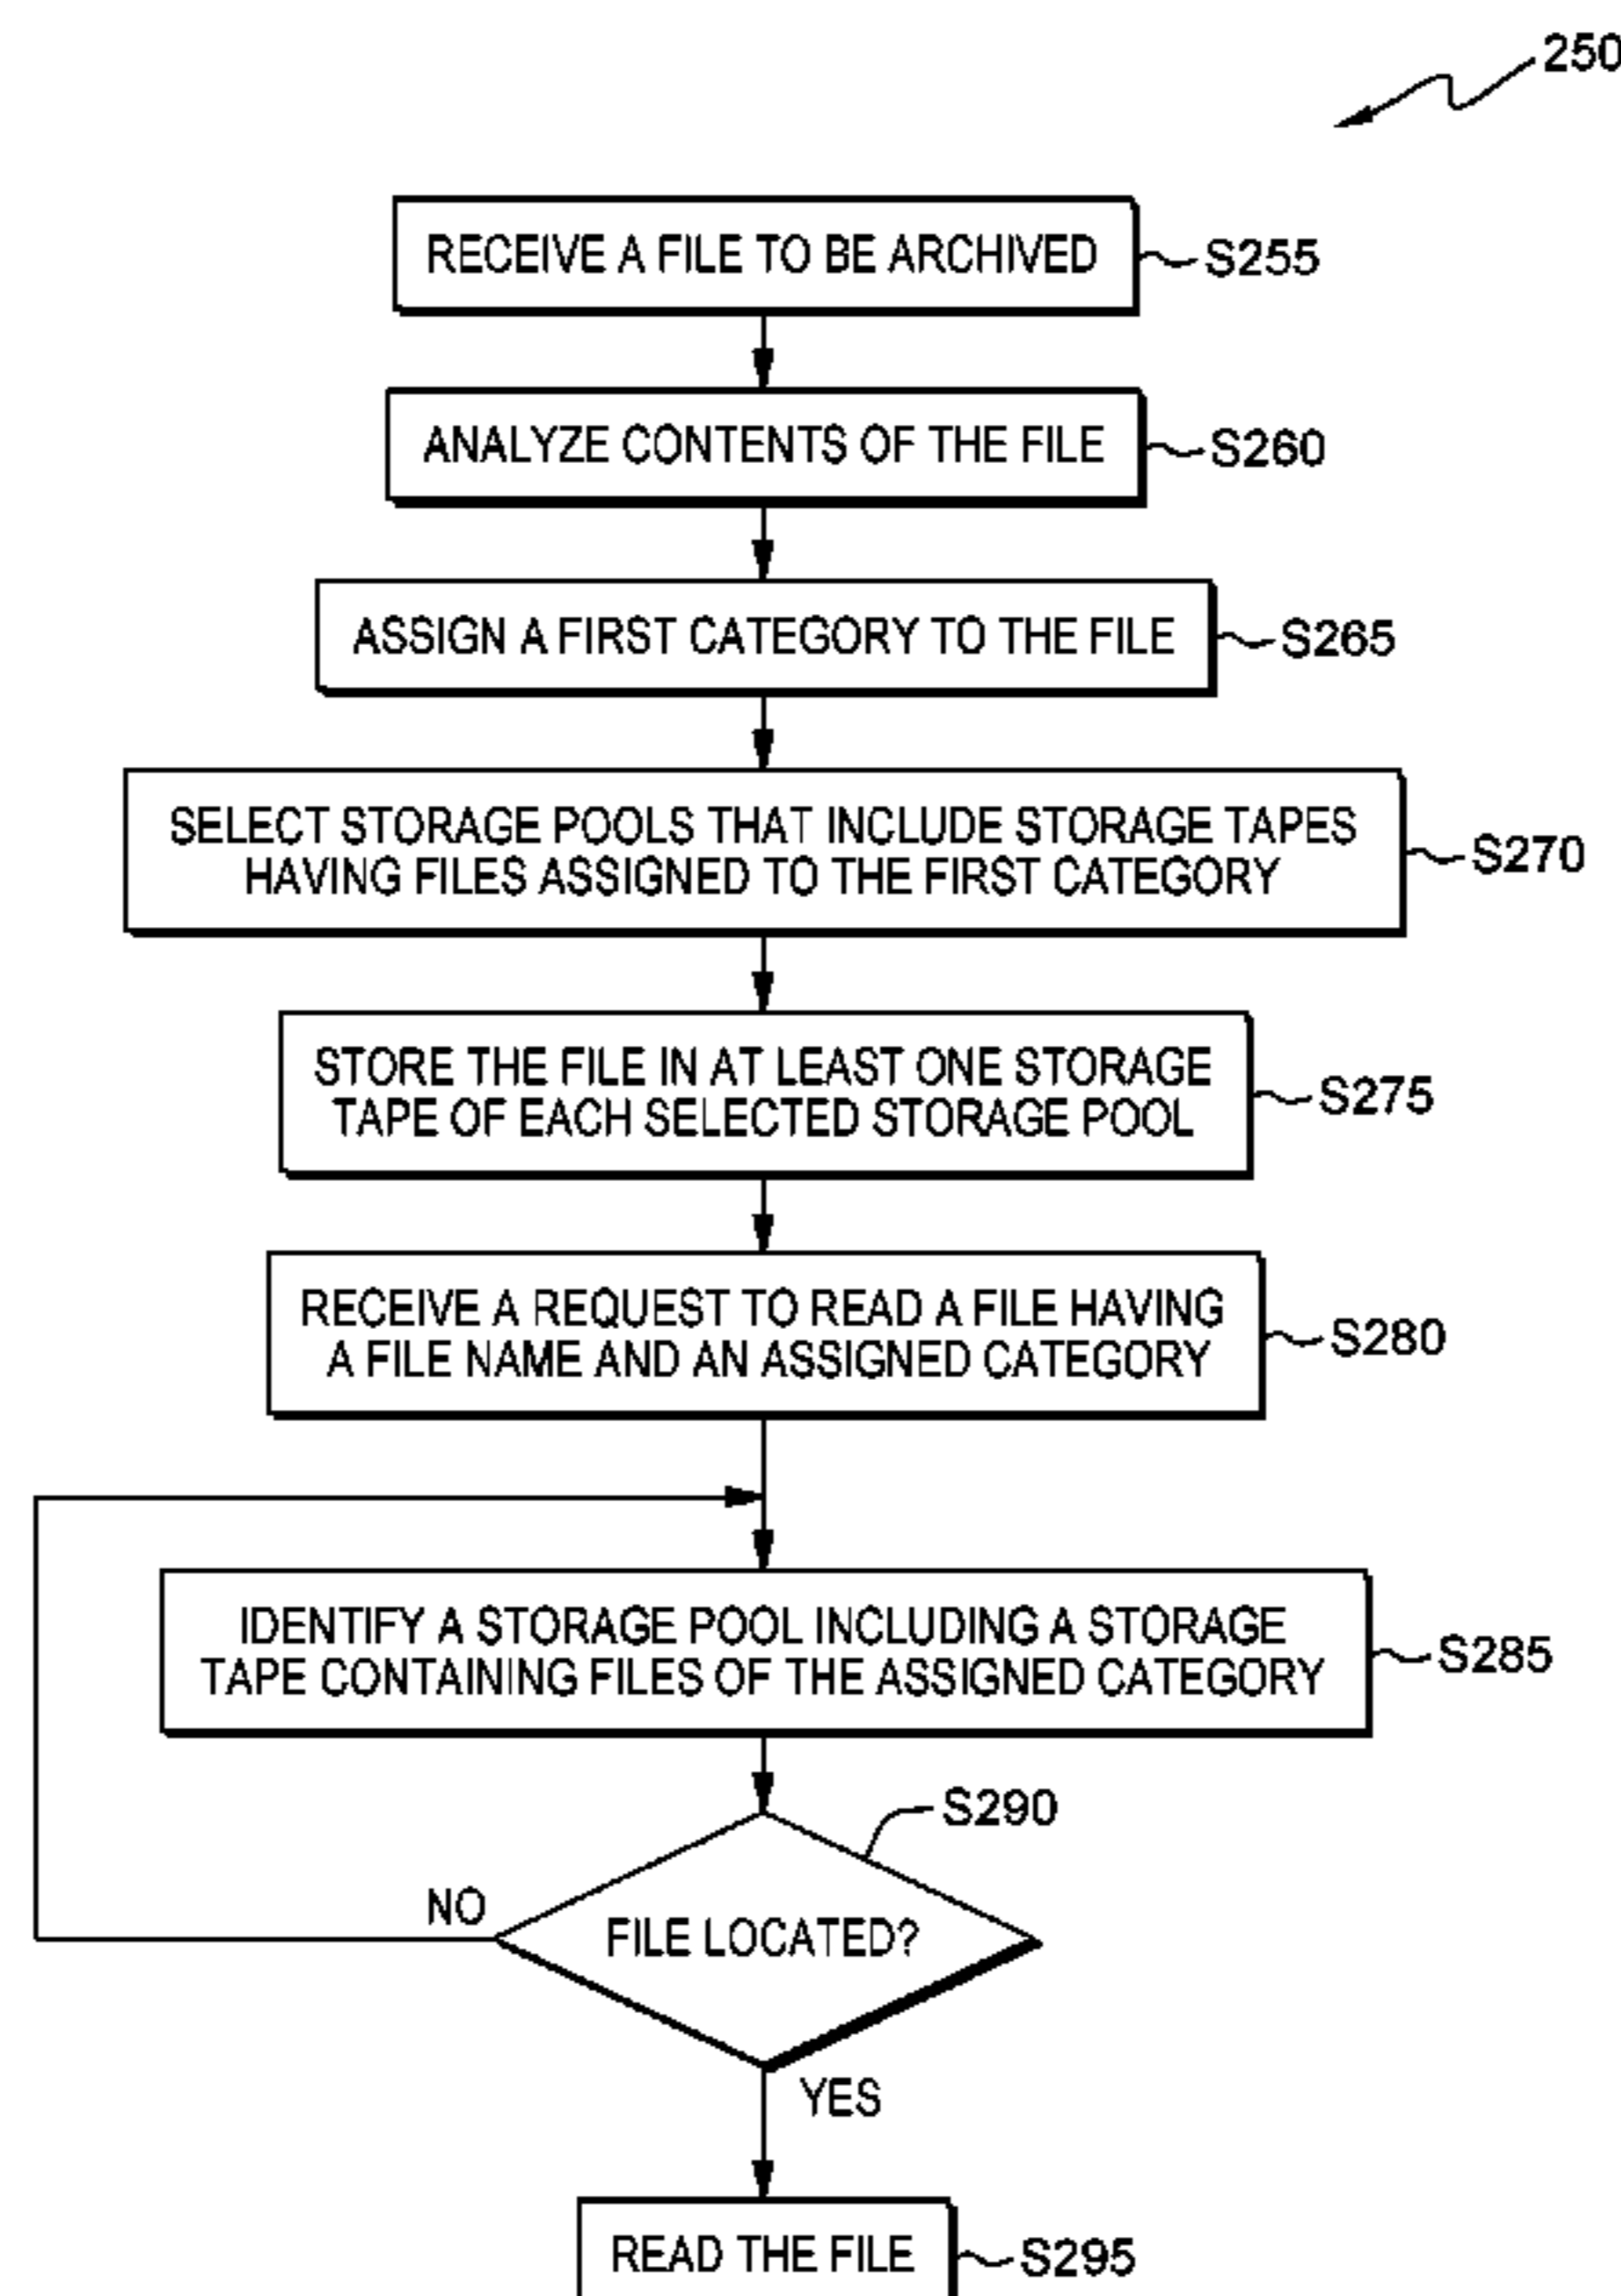 250
RECEIVE A FILE TO BE ARCHIVED
S255
ANALYZE CONTENTS OF THE FILE
S260
ASSIGN A FIRST CATEGORY TO THE FILE
S265
SELECT STORAGE POOLS THAT INCLUDE STORAGE TAPES
HAVING FILES ASSIGNED TO THE FIRST CATEGORY
S270
STORE THE FILE IN AT LEAST ONE STORAGE
TAPE OF EACH SELECTED STORAGE POOL
S275
RECEIVE A REQUEST TO READ A FILE HAVING
A FILE NAME AND AN ASSIGNED CATEGORY
S280
IDENTIFY A STORAGE POOL INCLUDING A STORAGE
TAPE CONTAINING FILES OF THE ASSIGNED CATEGORY
S285
S290
NO
FILE LOCATED?
YES
READ THE FILE
S295